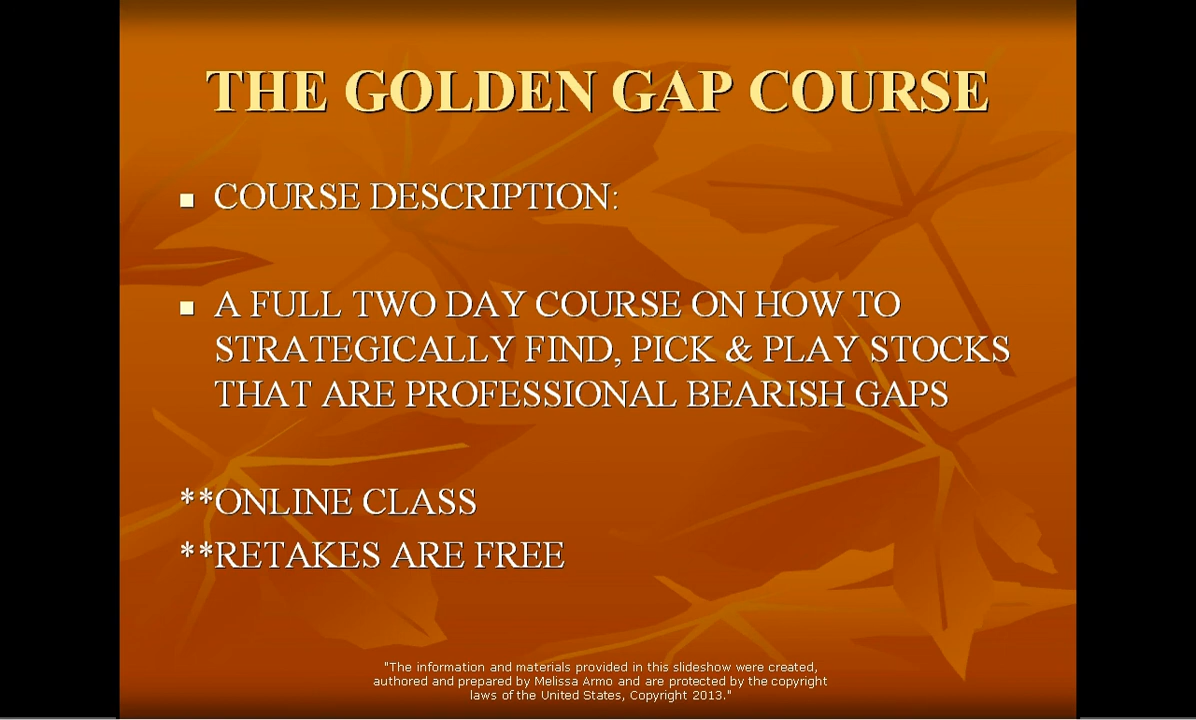 THE GOLDEN GAP COURSE
COURSE DESCRIPTION:
A FULL TWO DAY COURSE ON HOW TO
STRATEGICALLY FIND, PICK & PLAY STOCKS
THAT ARE PROFESSIONAL BEARISH GAPS
**ONLINE CLASS
**RETAKES ARE FREE
"The information and materials provided in this slideshow were created,
authored and prepared by Melissa Armo and are protected by the copyright
laws of the United States, Copyright 2013."